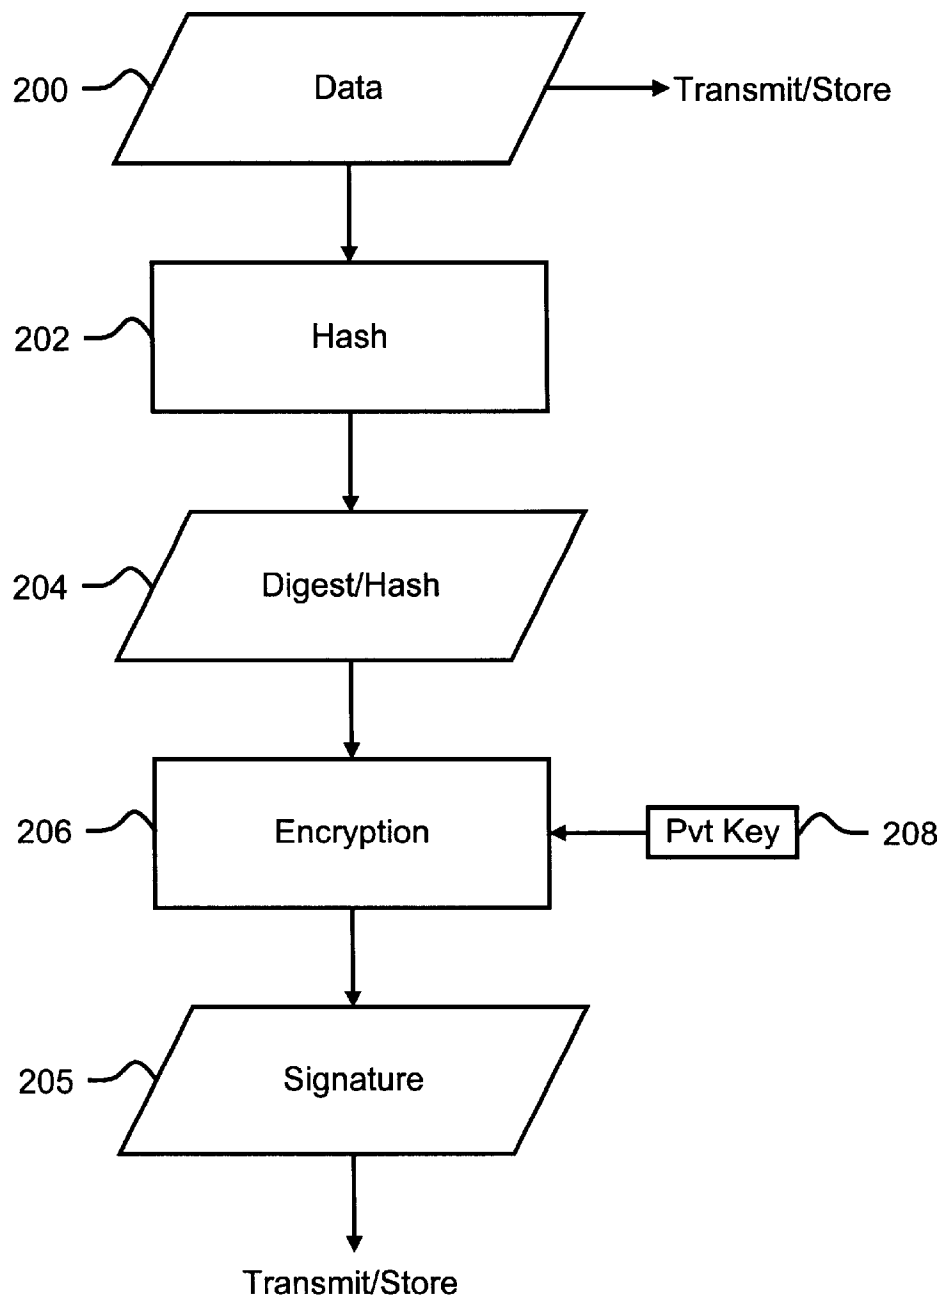 200
Data
Transmit/Store
202
Hash
204
Digest/Hash
206
Encryption
Pvt Key
208
205
Signature
Transmit/Store